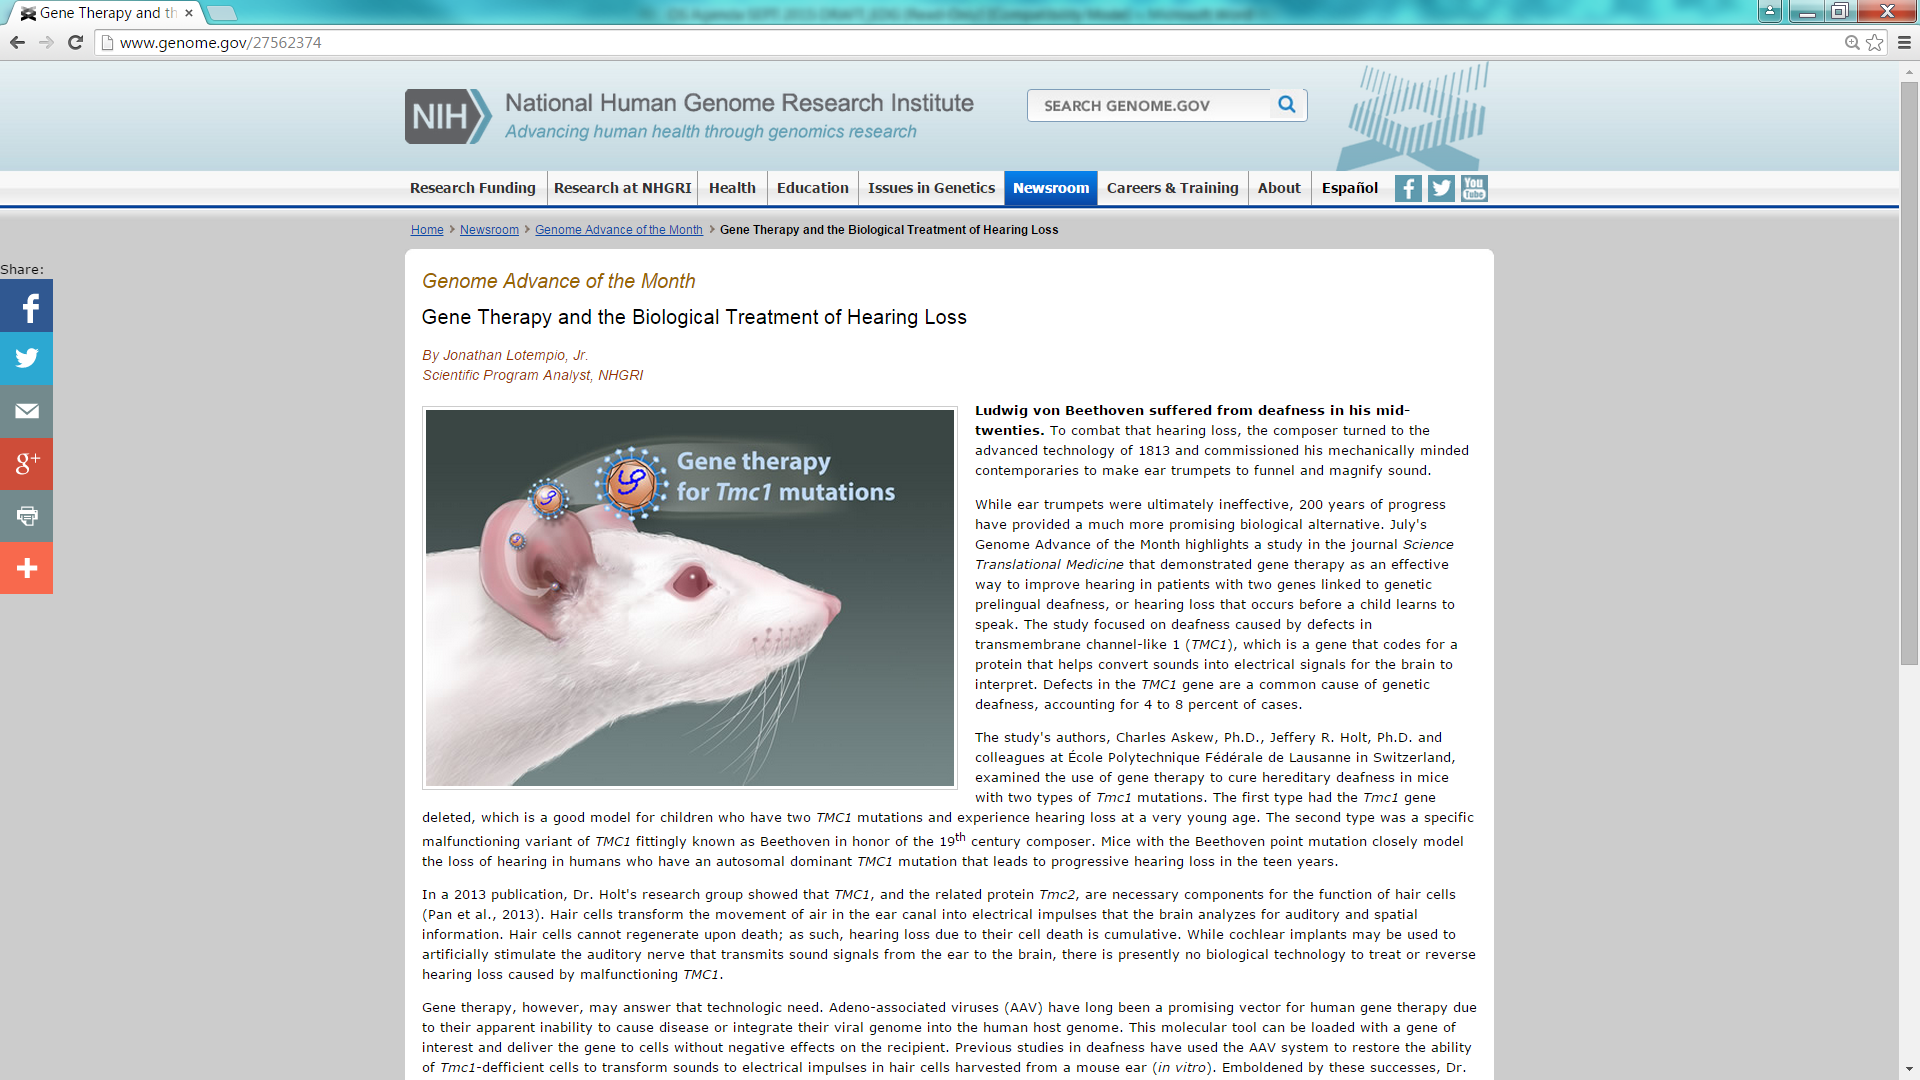 Gene Therapy and th
www.genome.gov/27562374
NIH
National Human Genome Research Institute
Advancing human health through genomics research
SEARCH GENOME.GOV
Research Funding
Research at NHGRI
Health
Education
Issues in Genetics
Newsroom
Careers & Training
About
Español
f
You
Tube
Home
Newsroom
Genome Advance of the Month
Gene Therapy and the Biological Treatment of Hearing Loss
Share:
f
g+
Genome Advance of the Month
Gene Therapy and the Biological Treatment of Hearing Loss
By Jonathan Lotempio, Jr.
Scientific Program Analyst, NHGRI
Gene therapy
for Tmc1 mutations
Ludwig von Beethoven suffered from deafness in his mid-
twenties. To combat that hearing loss, the composer turned to the
advanced technology of 1813 and commissioned his mechanically minded
contemporaries to make ear trumpets to funnel and magnify sound.
While ear trumpets were ultimately ineffective, 200 years of progress
have provided a much more promising biological alternative. July's
Genome Advance of the Month highlights a study in the journal Science
Translational Medicine that demonstrated gene therapy as an effective
way to improve hearing in patients with two genes linked to genetic
prelingual deafness, or hearing loss that occurs before a child learns to
speak. The study focused on deafness caused by defects in
transmembrane channel-like 1 (TMC1), which is a gene that codes for a
protein that helps convert sounds into electrical signals for the brain to
interpret. Defects in the TMC1 gene are a common cause of genetic
deafness, accounting for 4 to 8 percent of cases.
The study's authors, Charles Askew, Ph.D., Jeffery R. Holt, Ph.D. and
colleagues at École Polytechnique Fédérale de Lausanne in Switzerland,
examined the use of gene therapy to cure hereditary deafness in mice
with two types of Tmc1 mutations. The first type had the Tmc1 gene
deleted, which is a good model for children who have two TMC1 mutations and experience hearing loss at a very young age. The second type was a specific
malfunctioning variant of TMC1 fittingly known as Beethoven in honor of the 19th century composer. Mice with the Beethoven point mutation closely model
the loss of hearing in humans who have an autosomal dominant TMC1 mutation that leads to progressive hearing loss in the teen years.
In a 2013 publication, Dr. Holt's research group showed that TMC1, and the related protein Tmc2, are necessary components for the function of hair cells
(Pan et al., 2013). Hair cells transform the movement of air in the ear canal into electrical impulses that the brain analyzes for auditory and spatial
information. Hair cells cannot regenerate upon death; as such, hearing loss due to their cell death is cumulative. While cochlear implants may be used to
artificially stimulate the auditory nerve that transmits sound signals from the ear to the brain, there is presently no biological technology to treat or reverse
hearing loss caused by malfunctioning TMC1.
Gene therapy, however, may answer that technologic need. Adeno-associated viruses (AAV) have long been a promising vector for human gene therapy due
to their apparent inability to cause disease or integrate their viral genome into the human host genome. This molecular tool can be loaded with a gene of
interest and deliver the gene to cells without negative effects on the recipient. Previous studies in deafness have used the AAV system to restore the ability
of Tmc1-defficient cells to transform sounds to electrical impulses in hair cells harvested from a mouse ear (in vitro). Emboldened by these successes, Dr.